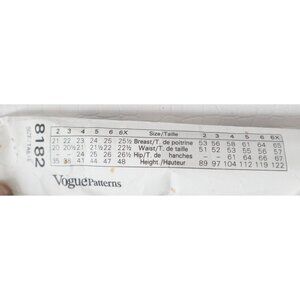 8182
2 3 4 5 6 6X Size/Taille 2 3 4 5 6 6X
21 22 23 24 25 25½ Breast/T. de poitrine 53 56 58 61 64 65
20 20½ 21 21½ 22 22½ Waist/T. de taille 51 52 53 55 56 57
– – 24 25 26 26½ Hip/T. de hanches – – 61 64 66 67
35 38 41 44 47 48 Height/Hauteur 89 97 104 112 119 122
Vogue Patterns